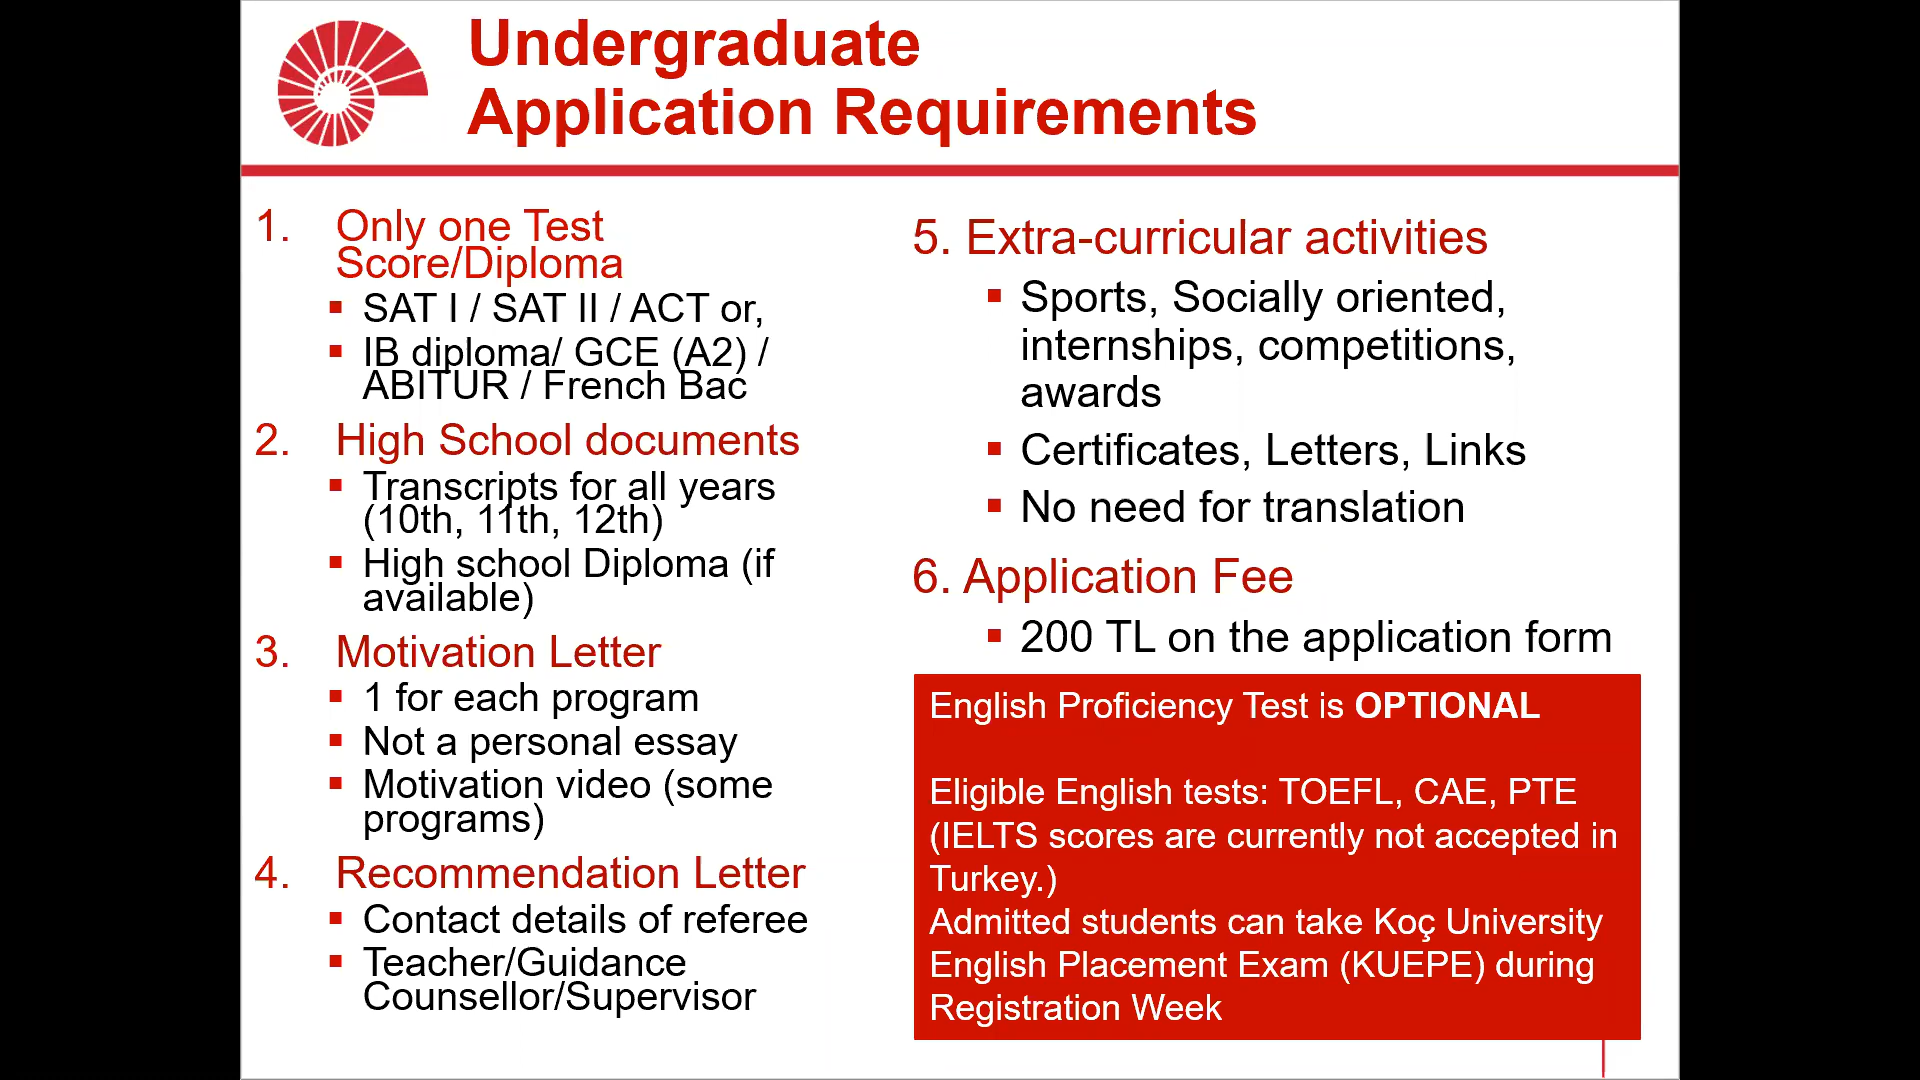 Undergraduate
Application Requirements
1. Only one Test
Score/Diploma
▪ SAT I / SAT II / ACT or,
▪ IB diploma/ GCE (A2) /
ABITUR / French Bac
2. High School documents
▪ Transcripts for all years
(10th, 11th, 12th)
▪ High school Diploma (if
available)
3. Motivation Letter
▪ 1 for each program
▪ Not a personal essay
▪ Motivation video (some
programs)
4. Recommendation Letter
▪ Contact details of referee
▪ Teacher/Guidance
Counsellor/Supervisor
5. Extra-curricular activities
▪ Sports, Socially oriented,
internships, competitions,
awards
▪ Certificates, Letters, Links
▪ No need for translation
6. Application Fee
▪ 200 TL on the application form
English Proficiency Test is OPTIONAL
Eligible English tests: TOEFL, CAE, PTE
(IELTS scores are currently not accepted in
Turkey.)
Admitted students can take Koç University
English Placement Exam (KUEPE) during
Registration Week